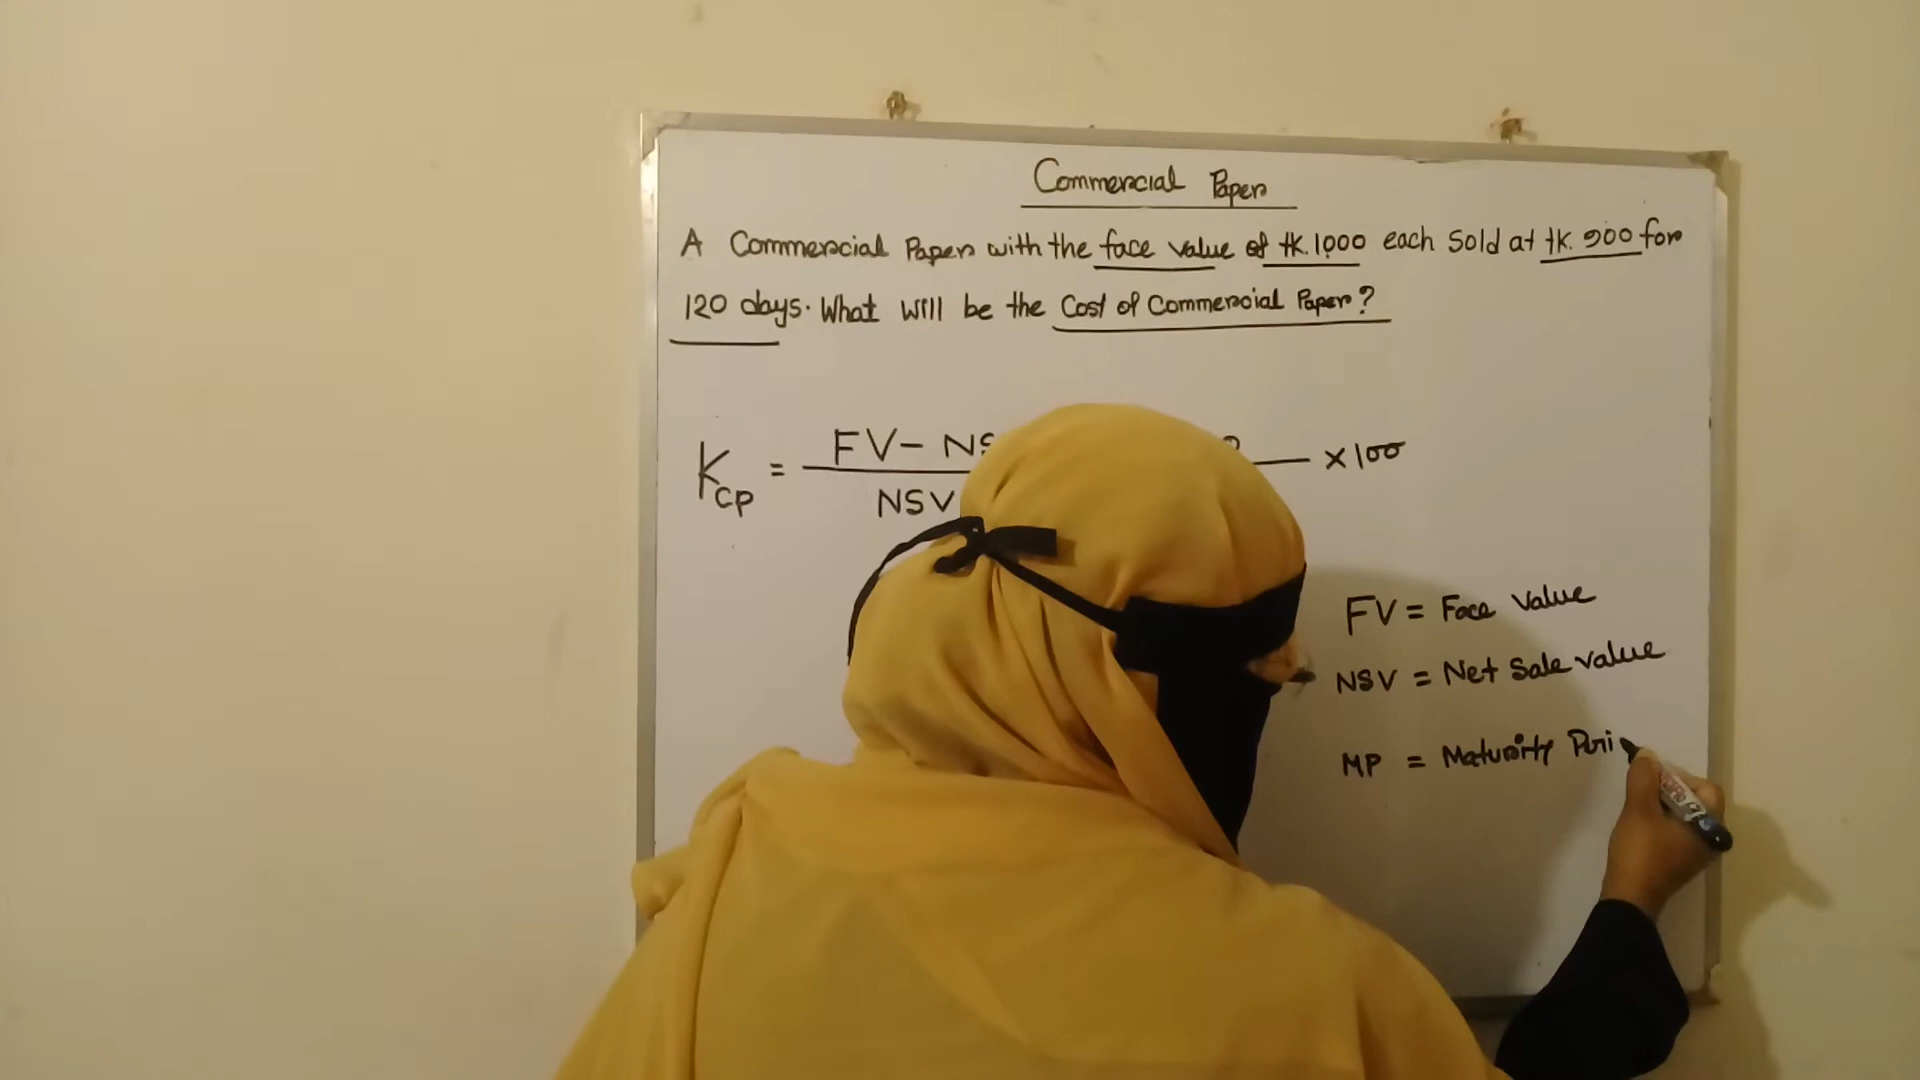 Commercial Paper
A Commercial Paper with the face value of tk.1000 each Sold at tk. 900 for
120 days. What will be the Cost of Commercial Paper?
FV - NS
K_CP = × 100
NSV
FV = Face Value
NSV = Net Sale Value
MP = Maturity Peri